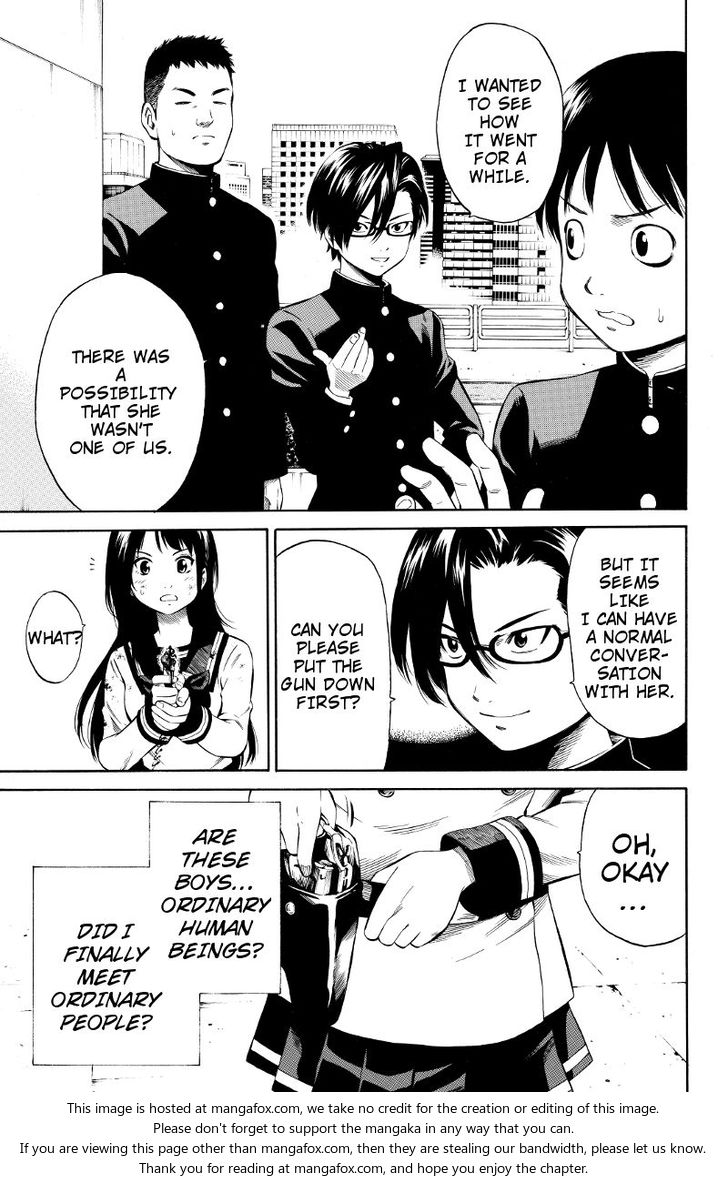 I WANTED
TO SEE
HOW
IT WENT
FOR A
WHILE.
THERE WAS
A
POSSIBILITY
THAT SHE
WASN'T
ONE OF US.
BUT IT
SEEMS
LIKE
I CAN HAVE
A NORMAL
CONVER-
SATION
WITH HER.
CAN YOU
PLEASE
PUT THE
GUN DOWN
FIRST?
WHAT?
OH,
OKAY
...
ARE
THESE
BOYS...
ORDINARY
HUMAN
BEINGS?
DID I
FINALLY
MEET
ORDINARY
PEOPLE?
This image is hosted at mangafox.com, we take no credit for the creation or editing of this image.
Please don't forget to support the mangaka in any way that you can.
If you are viewing this page other than mangafox.com, then they are stealing our bandwidth, please let us know.
Thank you for reading at mangafox.com, and hope you enjoy the chapter.